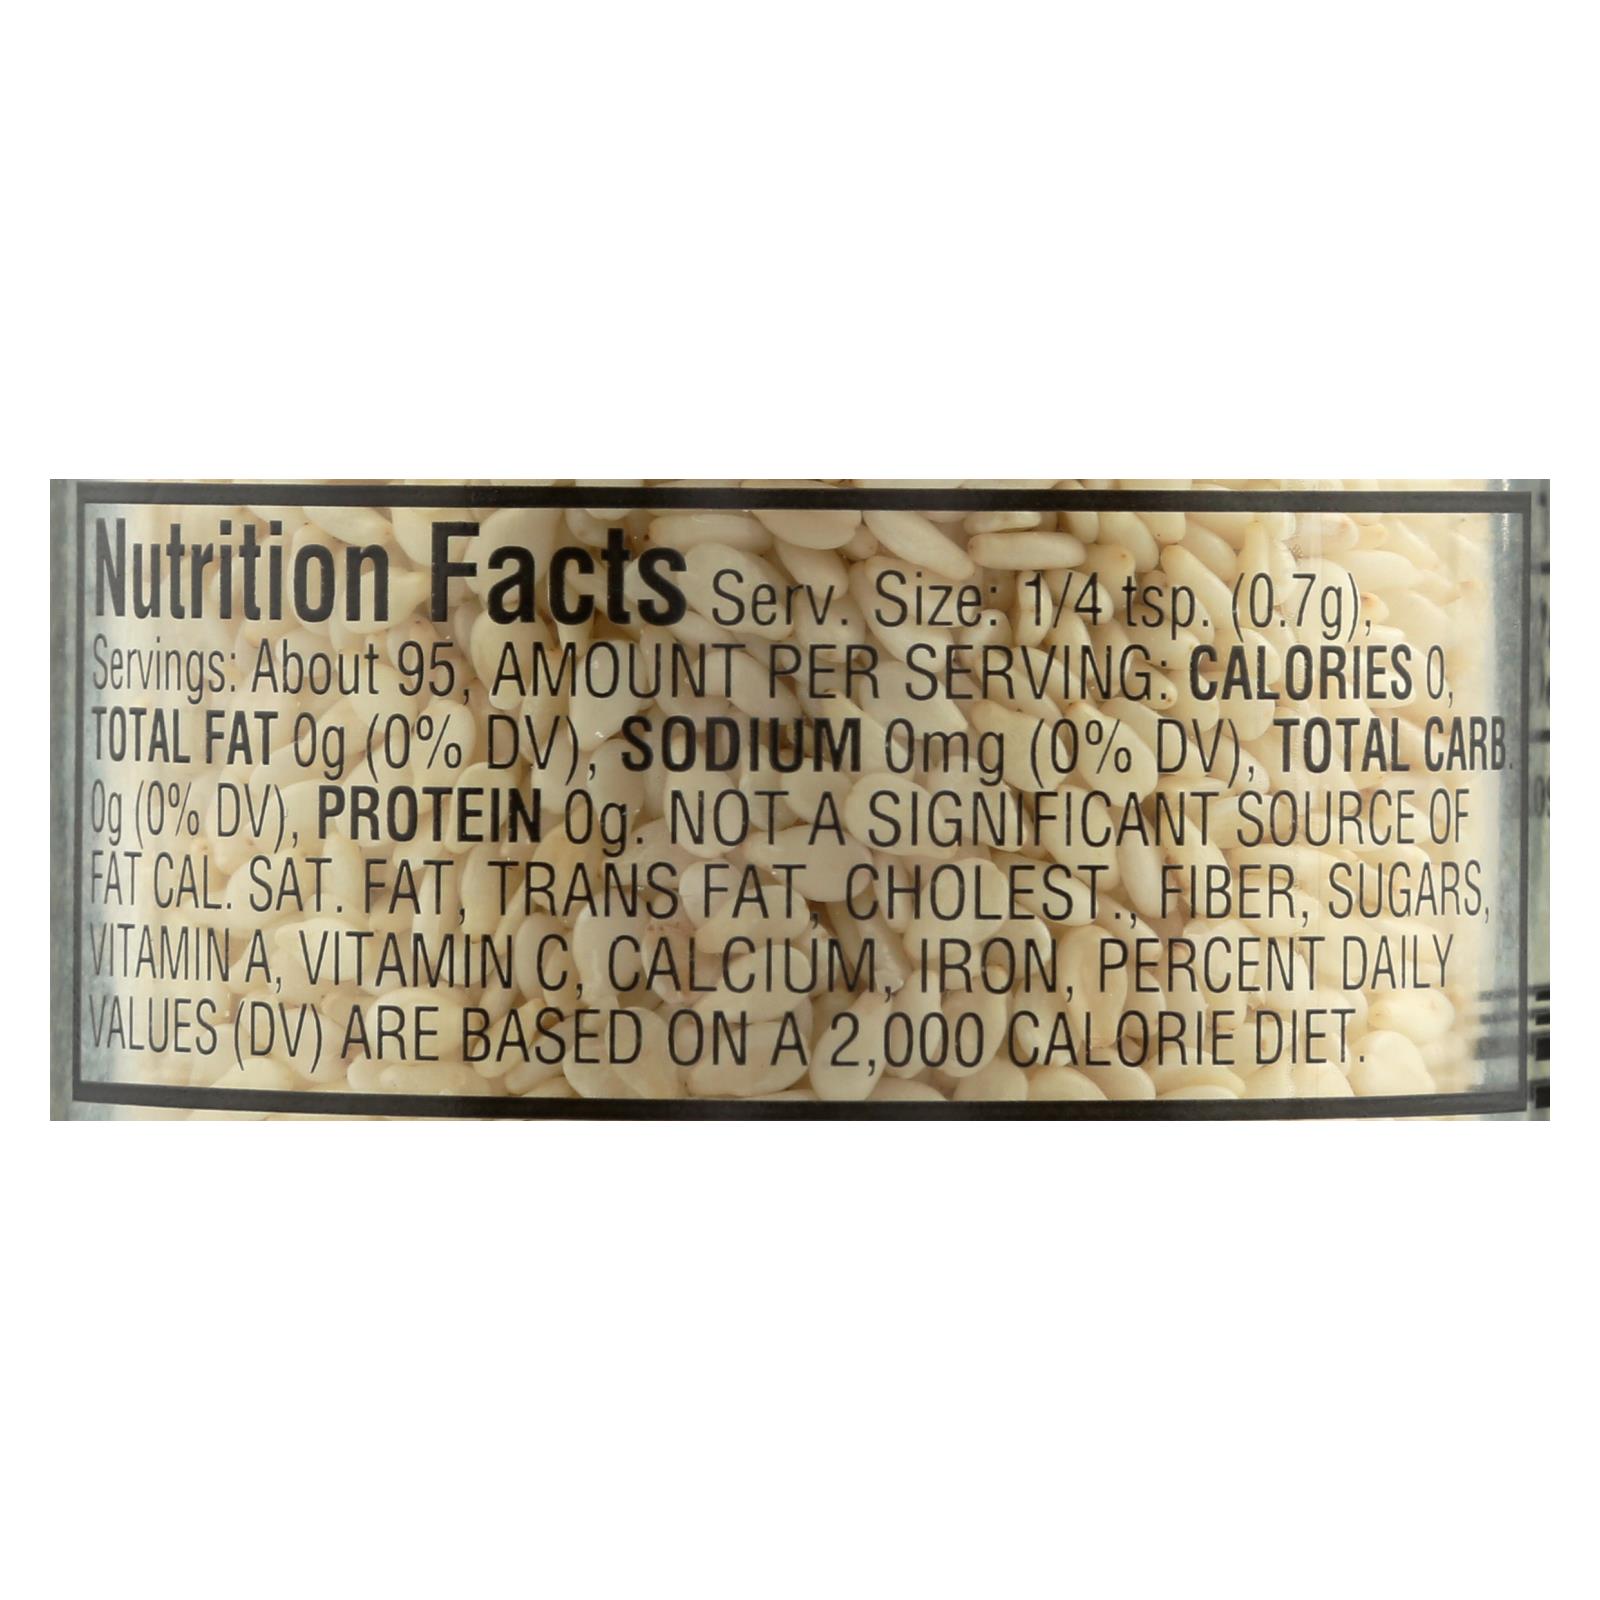 Nutrition Facts Serv. Size: 1/4 tsp. (0.7g),
Servings: About 95, AMOUNT PER SERVING: CALORIES 0,
TOTAL FAT 0g (0% DV), SODIUM 0mg (0% DV), TOTAL CARB.
0g (0% DV), PROTEIN 0g. NOT A SIGNIFICANT SOURCE OF
FAT CAL. SAT. FAT, TRANS FAT, CHOLEST., FIBER, SUGARS,
VITAMIN A, VITAMIN C, CALCIUM, IRON, PERCENT DAILY
VALUES (DV) ARE BASED ON A 2,000 CALORIE DIET.